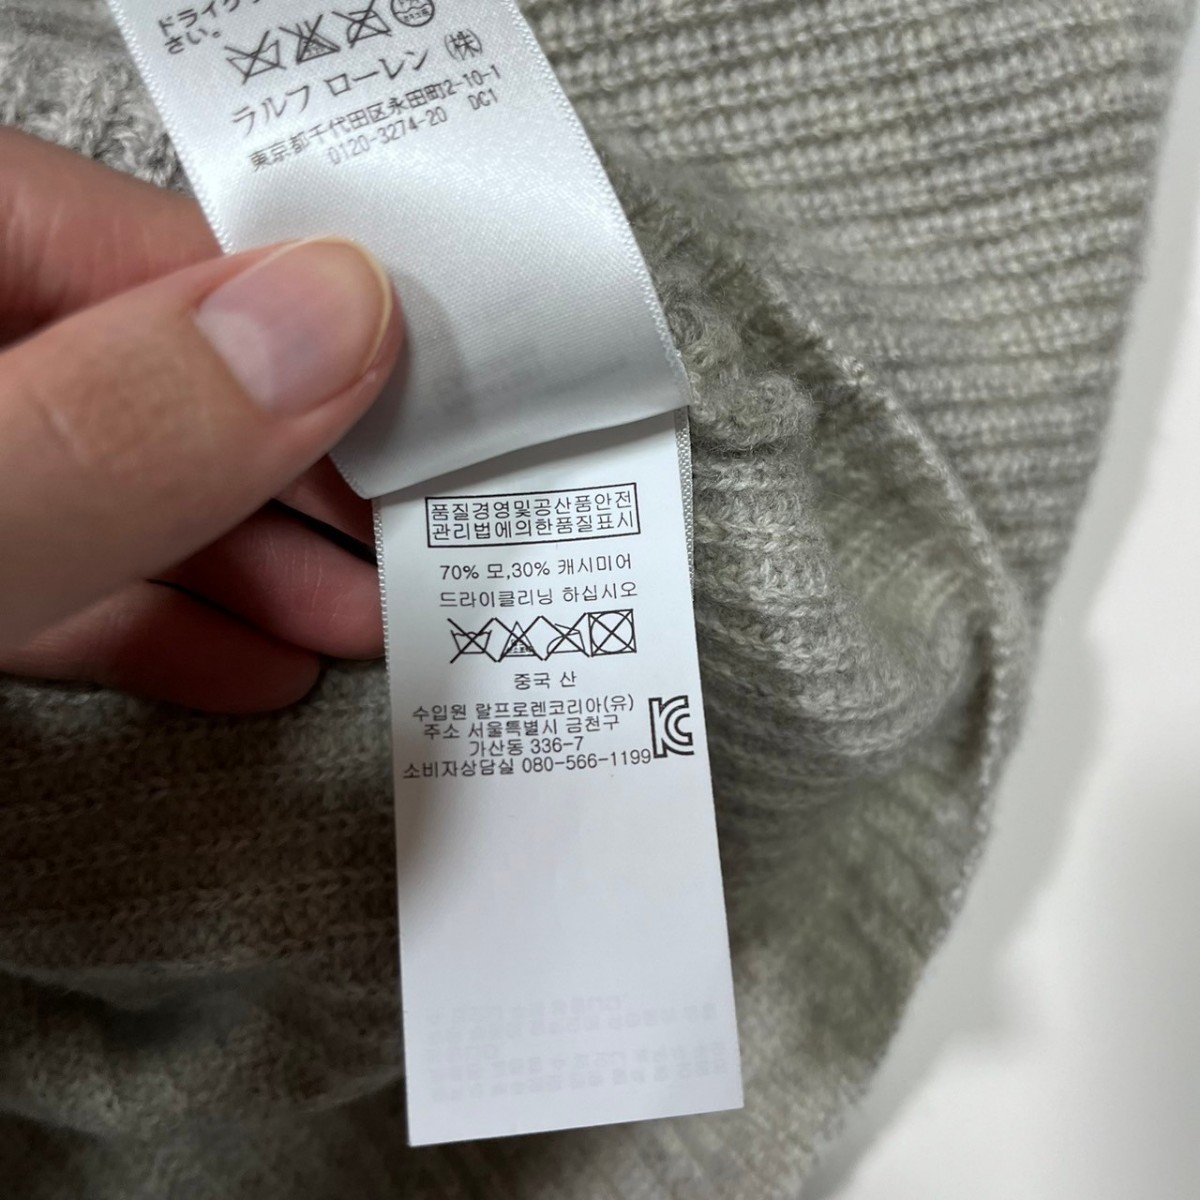 さい。
ラルフ ローレン (株)
東京都千代田区永田町2-10-1
0120-3274-20 DC1
품질경영및공산품안전
관리법에의한품질표시
70% 모,30% 캐시미어
드라이클리닝 하십시오
중국 산
수입원 랄프로렌코리아(유)
주소 서울특별시 금천구
가산동 336-7
소비자상담실 080-566-1199